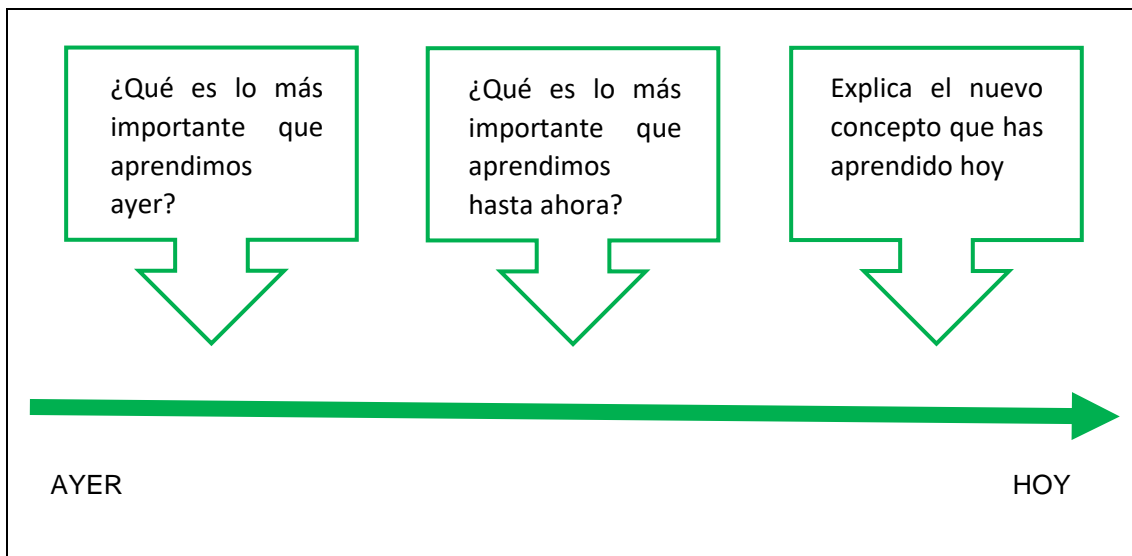 ¿Qué es lo más
importante que
aprendimos
ayer?
¿Qué es lo más
importante que
aprendimos
hasta ahora?
Explica el nuevo
concepto que has
aprendido hoy
AYER
HOY